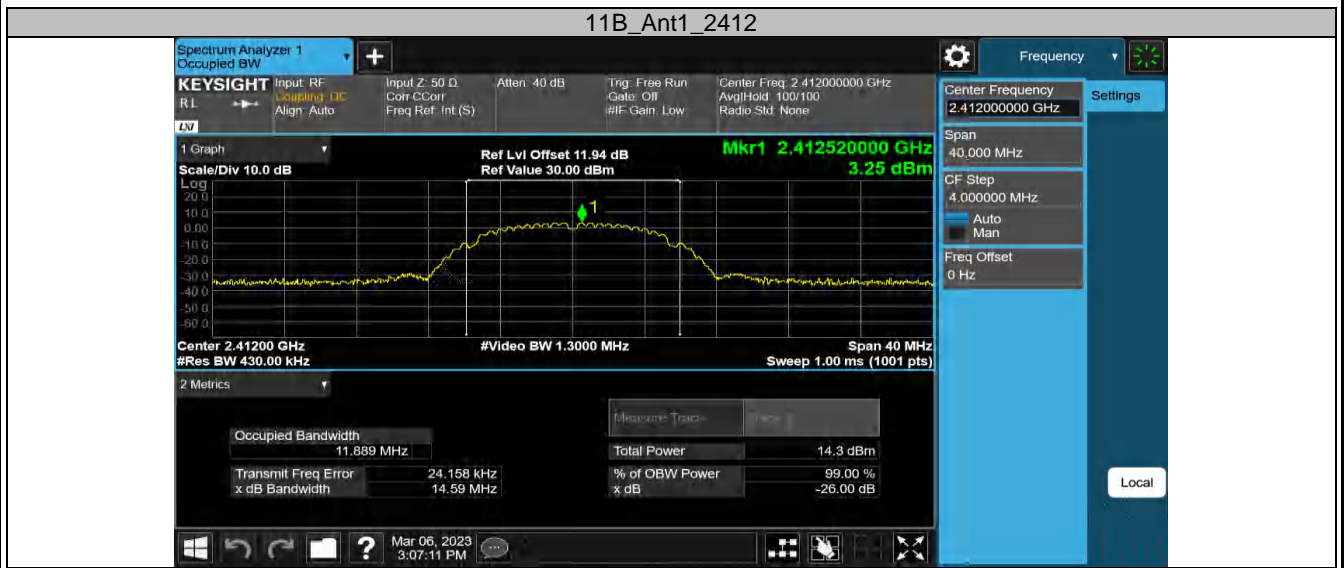 11B_Ant1_2412
Spectrum Analyzer 1
Occupied BW
+
Frequency
KEYSIGHT Input: RF Input Z: 50 Ω Atten: 40 dB Trig: Free Run Center Freq: 2.412000000 GHz
RL Coupling: DC Corr CCorr Gate: Off Avg|Hold: 100/100
Align: Auto Freq Ref: Int (S) #IF Gain: Low Radio Std: None
LXI
Center Frequency
2.412000000 GHz
Settings
Span
40.000 MHz
CF Step
4.000000 MHz
Auto
Man
Freq Offset
0 Hz
1 Graph
Ref Lvl Offset 11.94 dB Mkr1 2.412520000 GHz
Scale/Div 10.0 dB Ref Value 30.00 dBm 3.25 dBm
Log
20.0
10.0
0.00
-10.0
-20.0
-30.0
-40.0
-50.0
-60.0
1
Center 2.41200 GHz #Video BW 1.3000 MHz Span 40 MHz
#Res BW 430.00 kHz Sweep 1.00 ms (1001 pts)
2 Metrics
Measure Trace
Occupied Bandwidth
11.889 MHz
Total Power 14.3 dBm
Transmit Freq Error 24.158 kHz % of OBW Power 99.00 %
x dB Bandwidth 14.59 MHz x dB -26.00 dB
Local
? Mar 06, 2023
3:07:11 PM